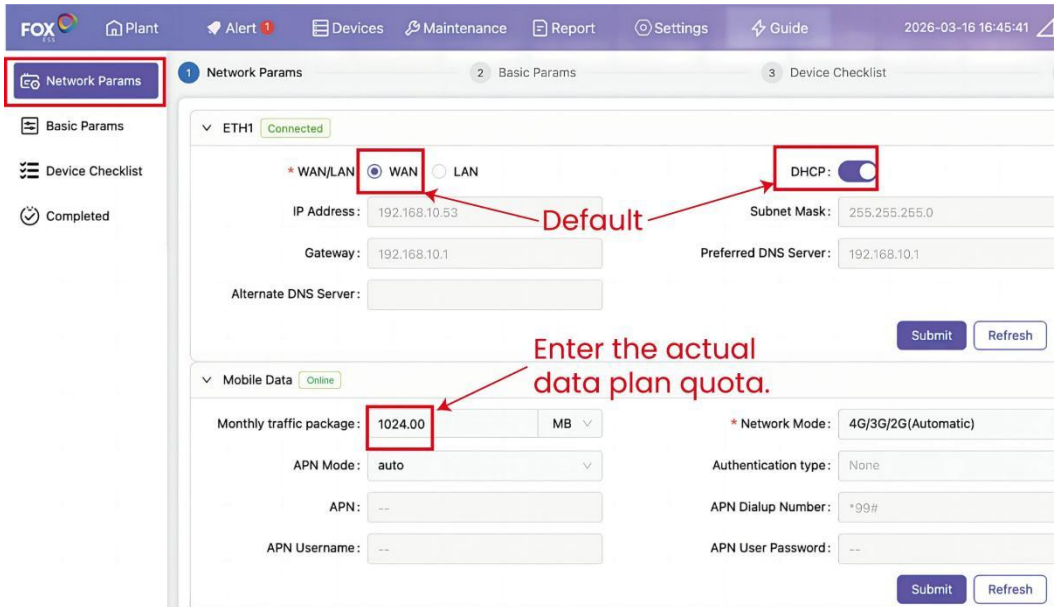 FOX ESS Plant Alert 1 Devices Maintenance Report Settings Guide 2026-03-16 16:45:41
Network Params
Basic Params
Device Checklist
Completed
1 Network Params 2 Basic Params 3 Device Checklist
ETH1 Connected
* WAN/LAN WAN LAN DHCP:
IP Address: 192.168.10.53 Subnet Mask: 255.255.255.0
Default
Gateway: 192.168.10.1 Preferred DNS Server: 192.168.10.1
Alternate DNS Server:
Submit Refresh
Enter the actual
data plan quota.
Mobile Data Online
Monthly traffic package: 1024.00 MB * Network Mode: 4G/3G/2G(Automatic)
APN Mode: auto Authentication type: None
APN: -- APN Dialup Number: *99#
APN Username: -- APN User Password: --
Submit Refresh